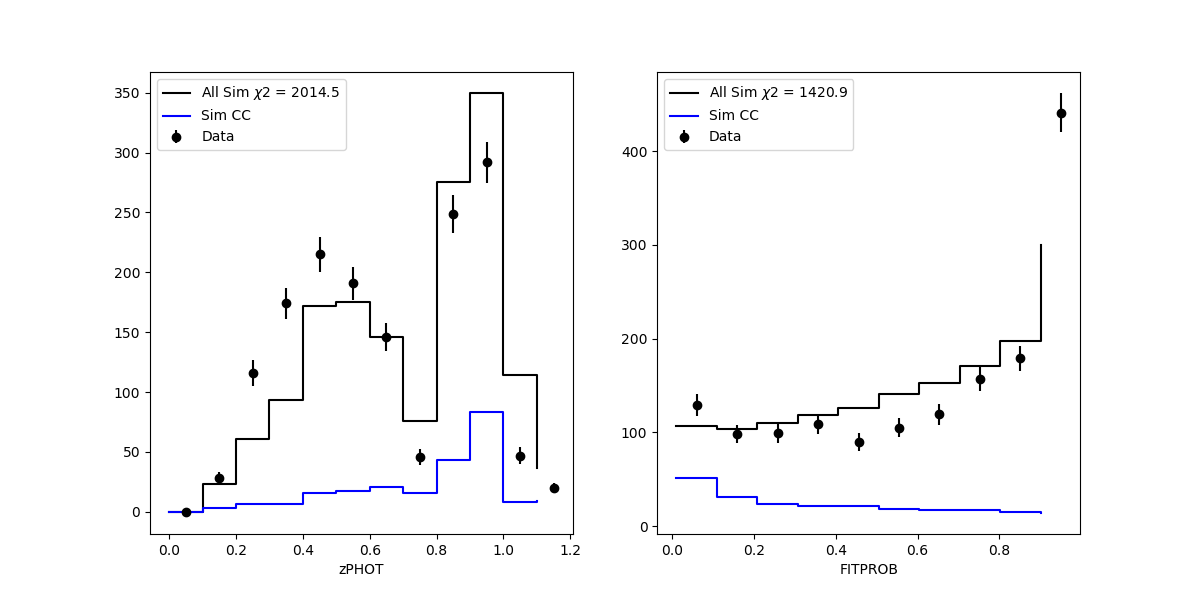 All Sim χ2 = 2014.5
Sim CC
Data
350
300
250
200
150
100
50
0
0.0 0.2 0.4 0.6 0.8 1.0 1.2
zPHOT
All Sim χ2 = 1420.9
Sim CC
Data
400
300
200
100
0
0.0 0.2 0.4 0.6 0.8
FITPROB